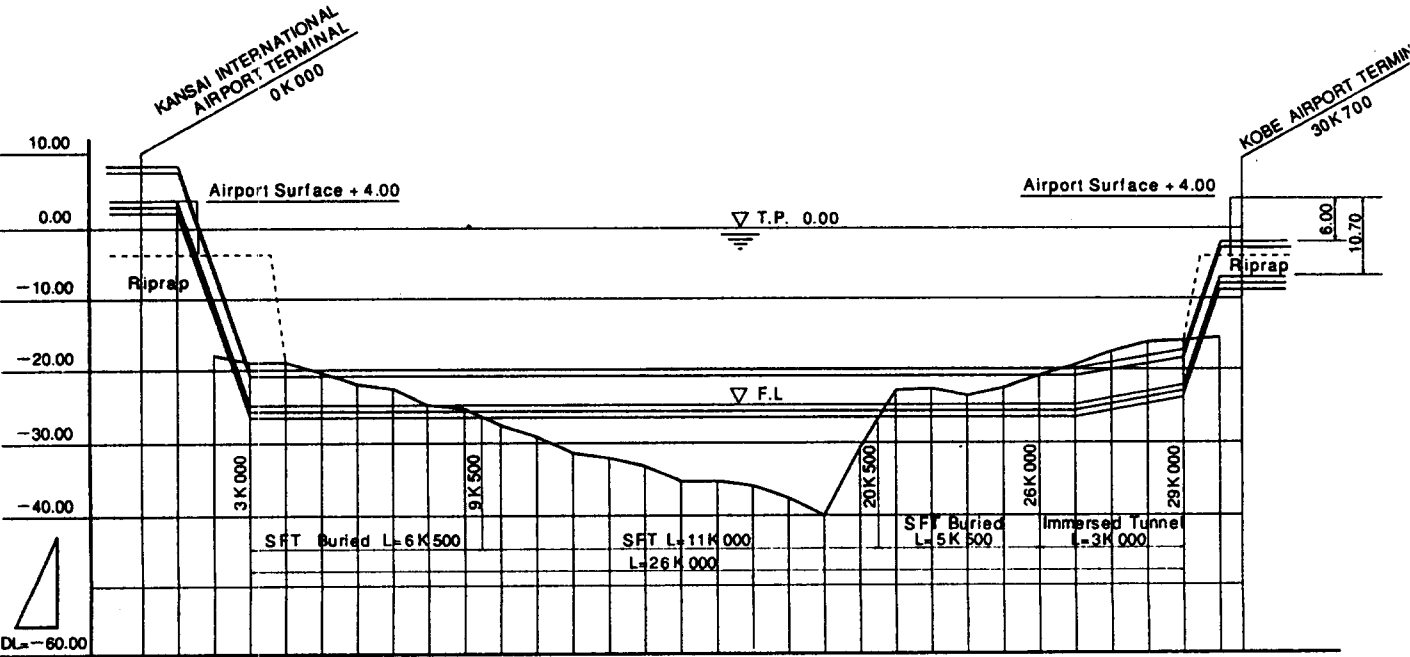 KANSAI INTERNATIONAL
AIRPORT TERMINAL
0K000
KOBE AIRPORT
30K700
10.00
Airport Surface + 4.00
Airport Surface + 4.00
0.00
T.P. 0.00
6.00
10.70
Riprap
Riprap
-10.00
-20.00
F.L
-30.00
3K000
9K500
20K500
26K000
29K000
-40.00
SFT Buried L=6K500
SFT L=11K000
L=26K000
SFT Buried
L=5K500
Immersed Tunnel
L=3K000
DL=-60.00